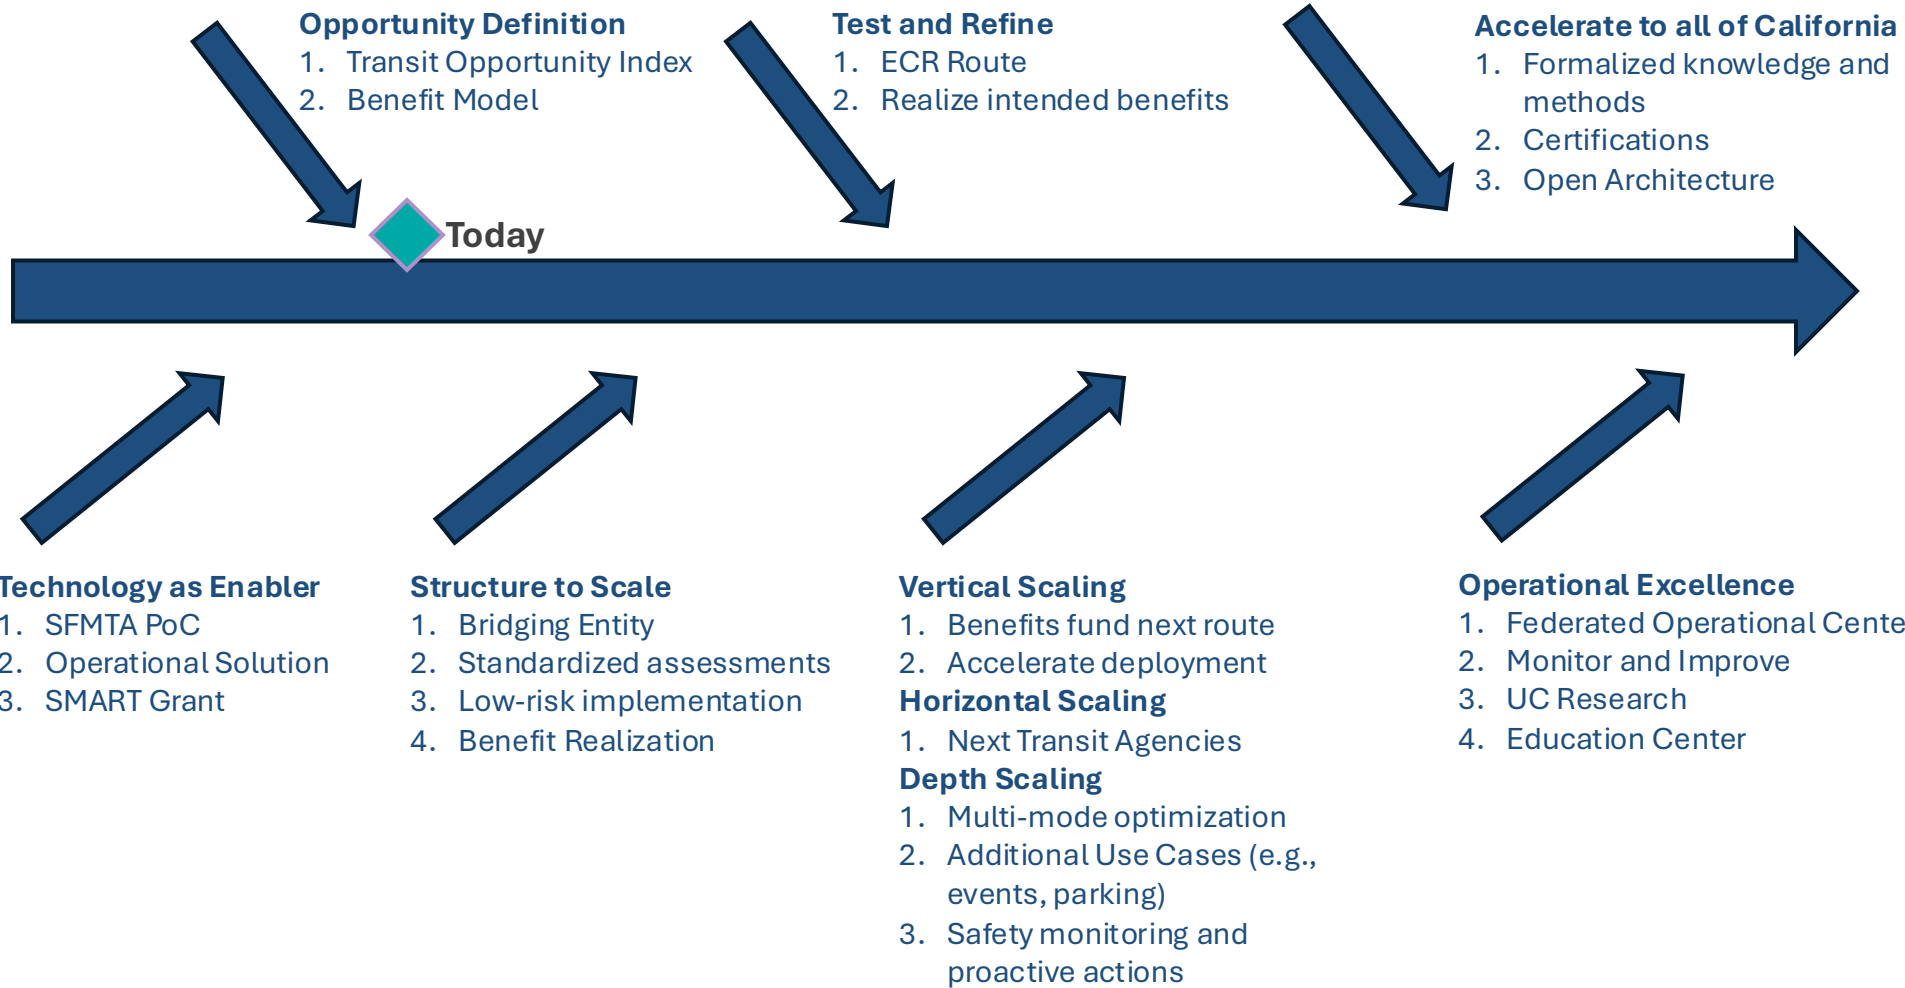 Opportunity Definition
1. Transit Opportunity Index
2. Benefit Model
Test and Refine
1. ECR Route
2. Realize intended benefits
Accelerate to all of California
1. Formalized knowledge and
methods
2. Certifications
3. Open Architecture
Today
Technology as Enabler
1. SFMTA PoC
2. Operational Solution
3. SMART Grant
Structure to Scale
1. Bridging Entity
2. Standardized assessments
3. Low-risk implementation
4. Benefit Realization
Vertical Scaling
1. Benefits fund next route
2. Accelerate deployment
Horizontal Scaling
1. Next Transit Agencies
Depth Scaling
1. Multi-mode optimization
2. Additional Use Cases (e.g.,
events, parking)
3. Safety monitoring and
proactive actions
Operational Excellence
1. Federated Operational Cente
2. Monitor and Improve
3. UC Research
4. Education Center